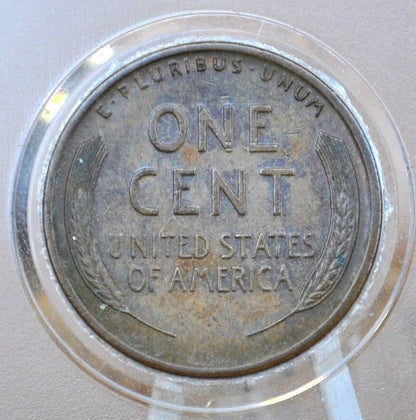 E·PLURIBUS·UNUM
ONE
CENT
UNITED STATES
OF AMERICA